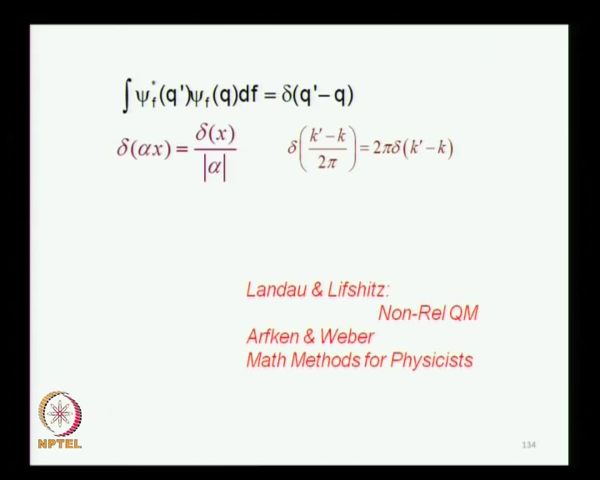 ∫ψ*f(q')ψf(q)df = δ(q'− q)
δ(αx) = δ(x)/|α|
δ((k'−k)/2π) = 2πδ(k'−k)
Landau & Lifshitz:
Non-Rel QM
Arfken & Weber
Math Methods for Physicists
NPTEL
134